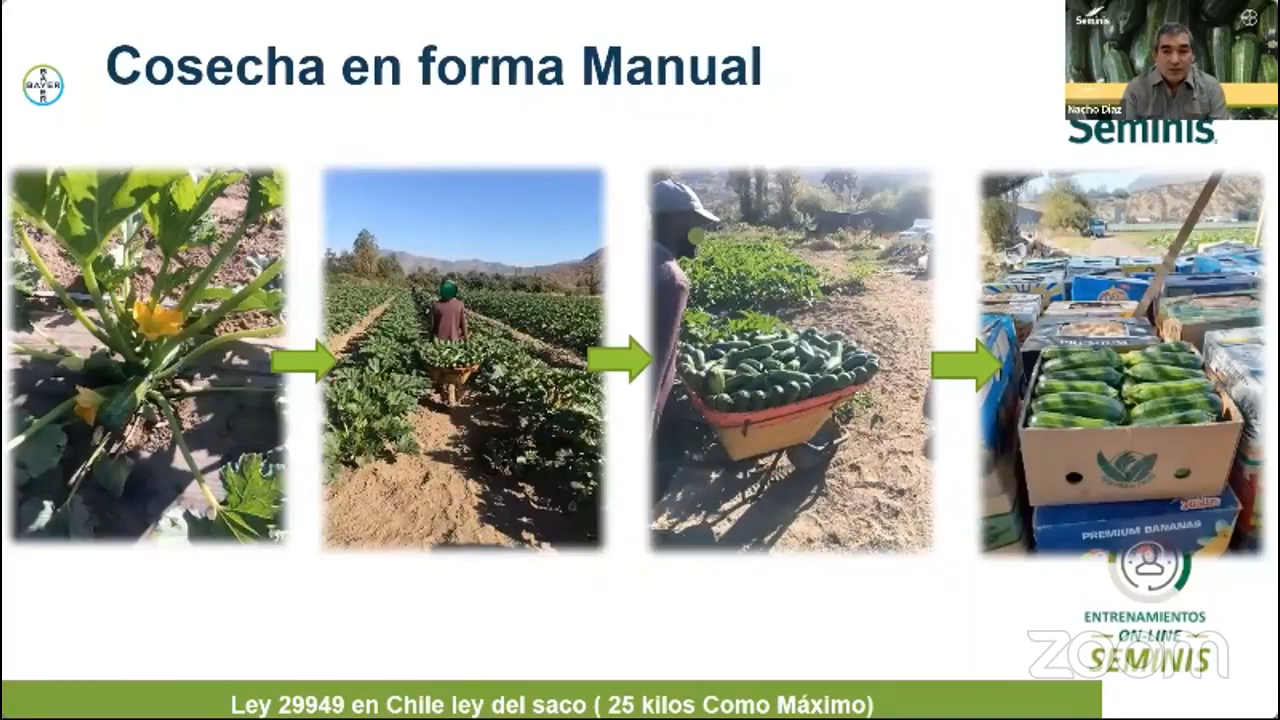 Cosecha en forma Manual
BAYER
BAYER
Seminis
Nacho Diaz
Seminis
PREMIUM BANANAS
ENTRENAMIENTOS
ON-LINE
SEMINIS
zoom
Ley 29949 en Chile ley del saco ( 25 kilos Como Máximo)